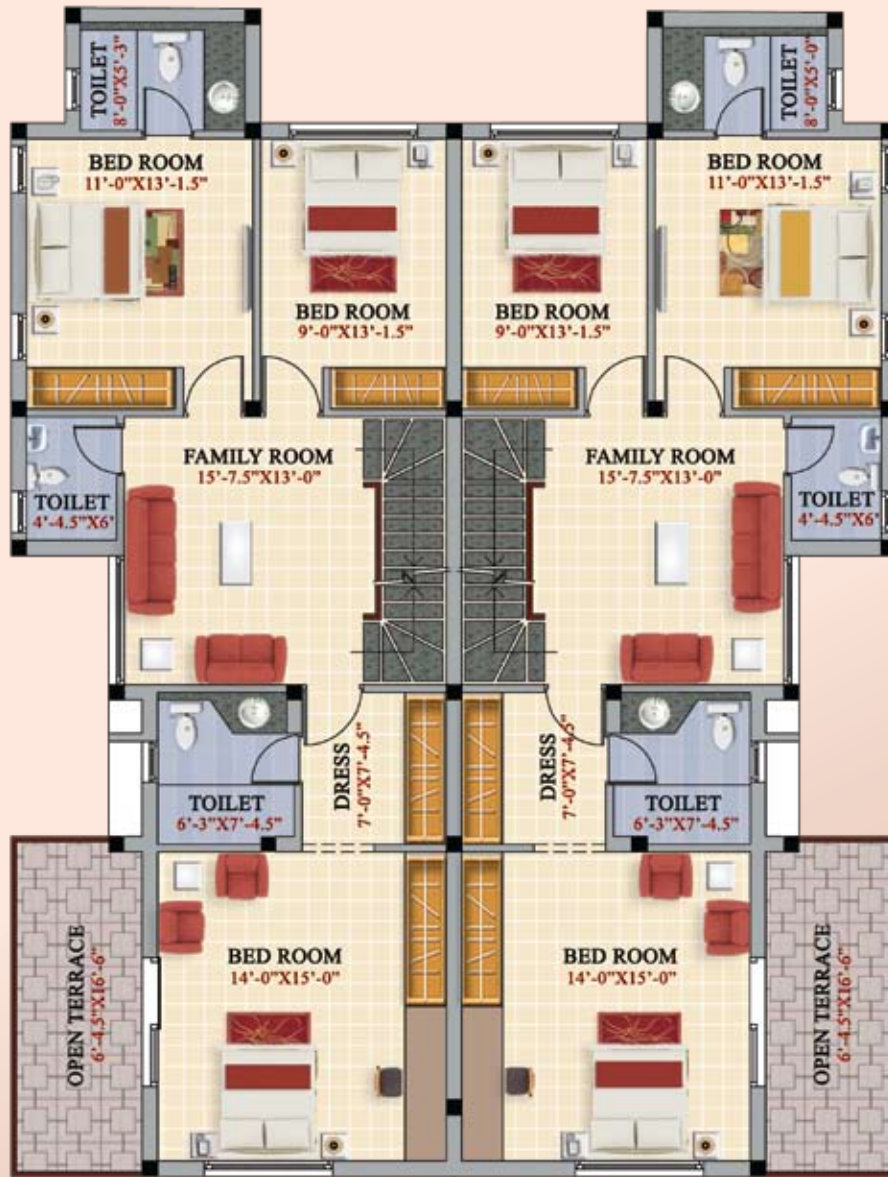 TOILET
8'-0"X5'-3"
TOILET
8'-0"X5'-0"
BED ROOM
11'-0"X13'-1.5"
BED ROOM
11'-0"X13'-1.5"
BED ROOM
9'-0"X13'-1.5"
BED ROOM
9'-0"X13'-1.5"
FAMILY ROOM
15'-7.5"X13'-0"
FAMILY ROOM
15'-7.5"X13'-0"
TOILET
4'-4.5"X6'
TOILET
4'-4.5"X6'
DRESS
7'-0"X7'-4.5"
DRESS
7'-0"X7'-4.5"
TOILET
6'-3"X7'-4.5"
TOILET
6'-3"X7'-4.5"
BED ROOM
14'-0"X15'-0"
BED ROOM
14'-0"X15'-0"
OPEN TERRACE
6'-4.5"X16'-6"
OPEN TERRACE
6'-4.5"X16'-6"